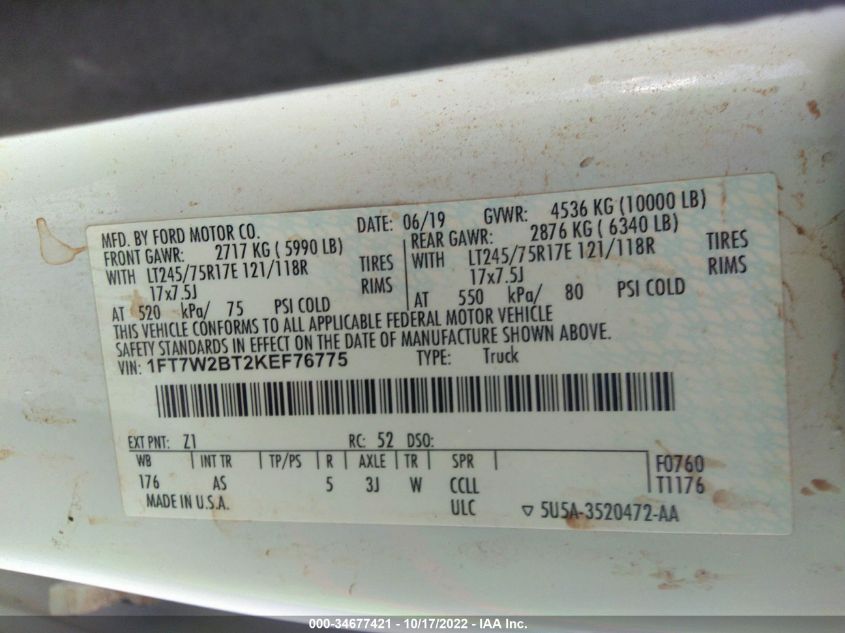 MFD. BY FORD MOTOR CO. DATE: 06/19 GVWR: 4536 KG (10000 LB)
FRONT GAWR: 2717 KG ( 5990 LB) REAR GAWR: 2876 KG ( 6340 LB)
WITH LT245/75R17E 121/118R TIRES WITH LT245/75R17E 121/118R TIRES
17x7.5J RIMS 17x7.5J RIMS
AT 520 kPa/ 75 PSI COLD AT 550 kPa/ 80 PSI COLD
THIS VEHICLE CONFORMS TO ALL APPLICABLE FEDERAL MOTOR VEHICLE
SAFETY STANDARDS IN EFFECT ON THE DATE OF MANUFACTURE SHOWN ABOVE.
VIN: 1FT7W2BT2KEF76775 TYPE: Truck
EXT PNT: Z1 RC: 52 DSO:
WB INT TR TP/PS R AXLE TR SPR F0760
176 AS 5 3J W CCLL T1176
MADE IN U.S.A. ULC ▽ 5U5A-3520472-AA
000-34677421 - 10/17/2022 - IAA Inc.